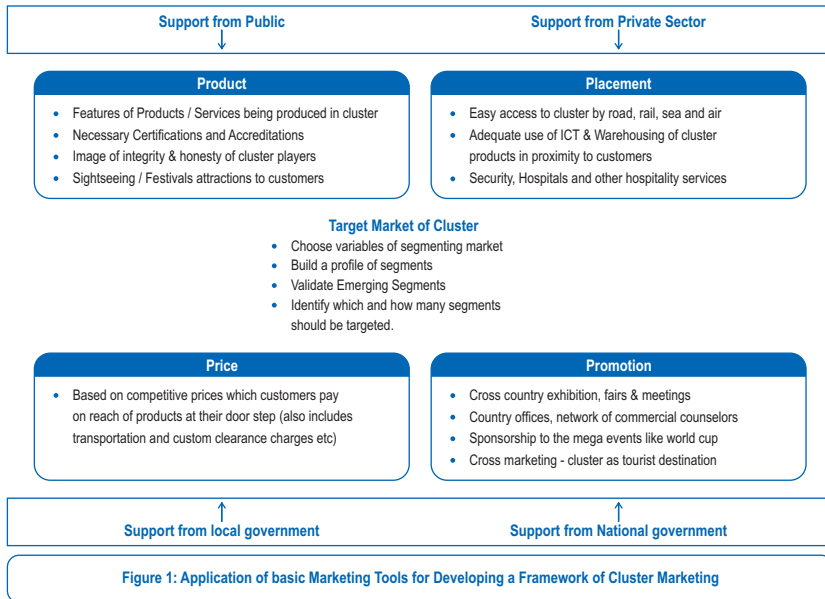 Support from Public
Support from Private Sector
Product
• Features of Products / Services being produced in cluster
• Necessary Certifications and Accreditations
• Image of integrity & honesty of cluster players
• Sightseeing / Festivals attractions to customers
Placement
• Easy access to cluster by road, rail, sea and air
• Adequate use of ICT & Warehousing of cluster
products in proximity to customers
• Security, Hospitals and other hospitality services
Target Market of Cluster
• Choose variables of segmenting market
• Build a profile of segments
• Validate Emerging Segments
• Identify which and how many segments
should be targeted.
Price
• Based on competitive prices which customers pay
on reach of products at their door step (also includes
transportation and custom clearance charges etc)
Promotion
• Cross country exhibition, fairs & meetings
• Country offices, network of commercial counselors
• Sponsorship to the mega events like world cup
• Cross marketing - cluster as tourist destination
Support from local government
Support from National government
Figure 1: Application of basic Marketing Tools for Developing a Framework of Cluster Marketing